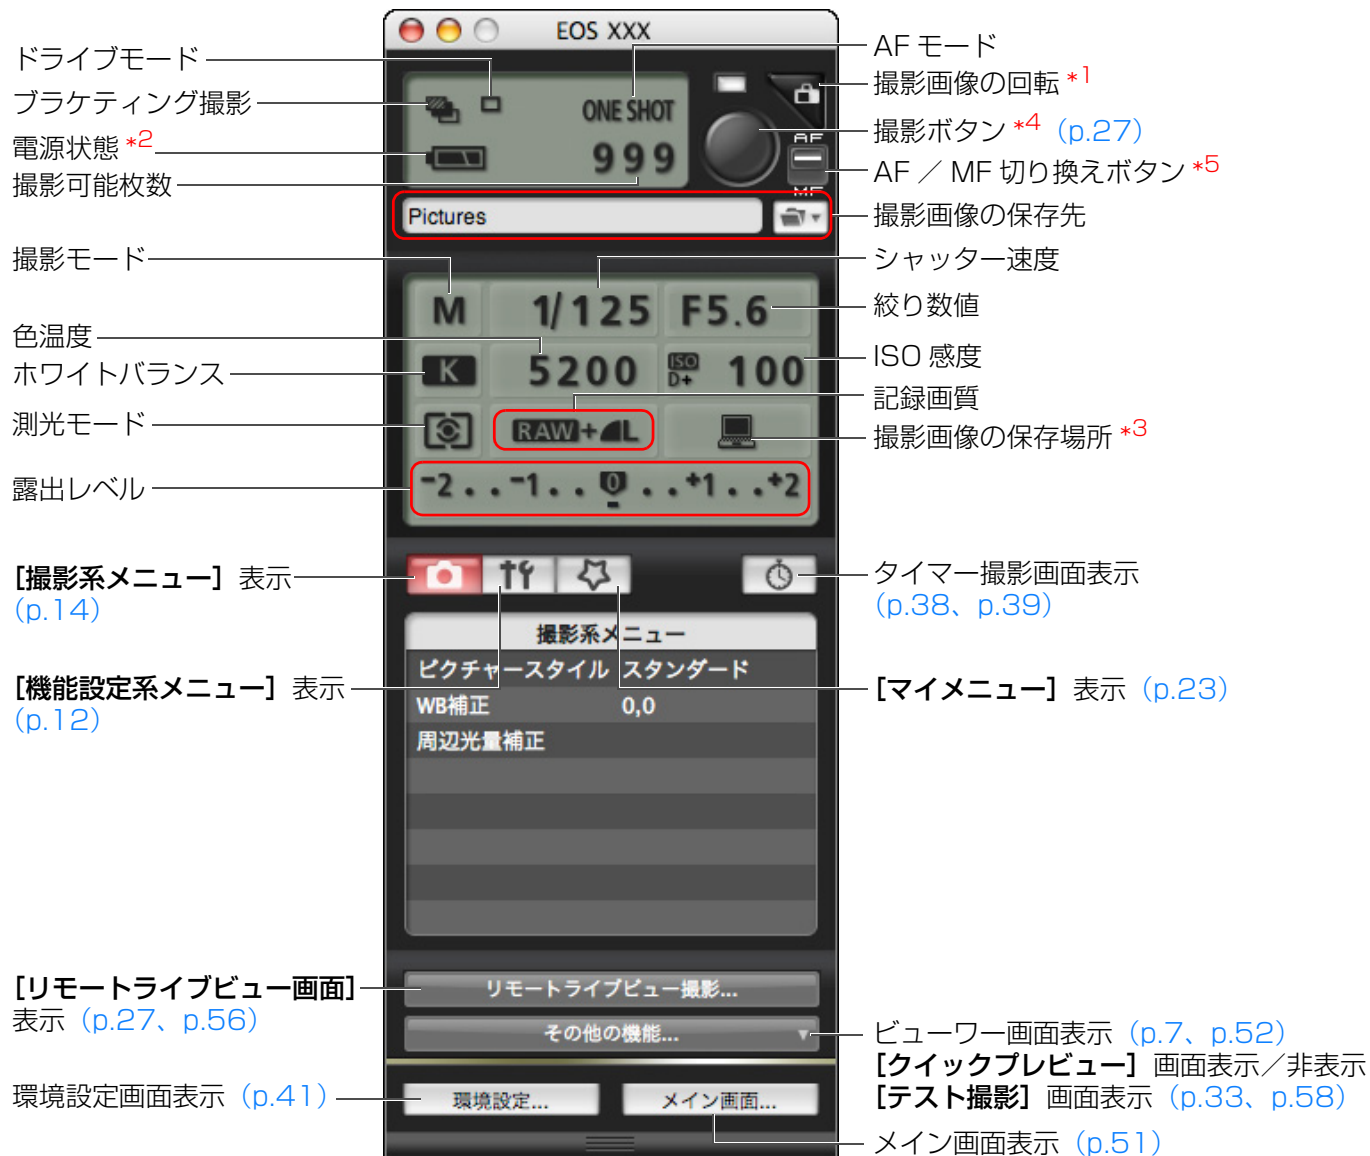 EOS XXX
ドライブモード
ブラケティング撮影
電源状態 *2
撮影可能枚数
撮影モード
色温度
ホワイトバランス
測光モード
露出レベル
[撮影系メニュー] 表示
(p.14)
[機能設定系メニュー] 表示
(p.12)
[リモートライブビュー画面]
表示 (p.27、p.56)
環境設定画面表示 (p.41)
ONE SHOT
999
AF
MF
Pictures
M 1/125 F5.6
K 5200 ISO D+ 100
RAW+L
-2..-1..0..+1..+2
撮影系メニュー
ピクチャースタイル スタンダード
WB補正 0,0
周辺光量補正
リモートライブビュー撮影...
その他の機能...
環境設定... メイン画面...
AF モード
撮影画像の回転 *1
撮影ボタン *4 (p.27)
AF ／ MF 切り換えボタン *5
撮影画像の保存先
シャッター速度
絞り数値
ISO 感度
記録画質
撮影画像の保存場所 *3
タイマー撮影画面表示
(p.38、p.39)
[マイメニュー] 表示 (p.23)
ビューワー画面表示 (p.7、p.52)
[クイックプレビュー] 画面表示／非表示
[テスト撮影] 画面表示 (p.33、p.58)
メイン画面表示 (p.51)